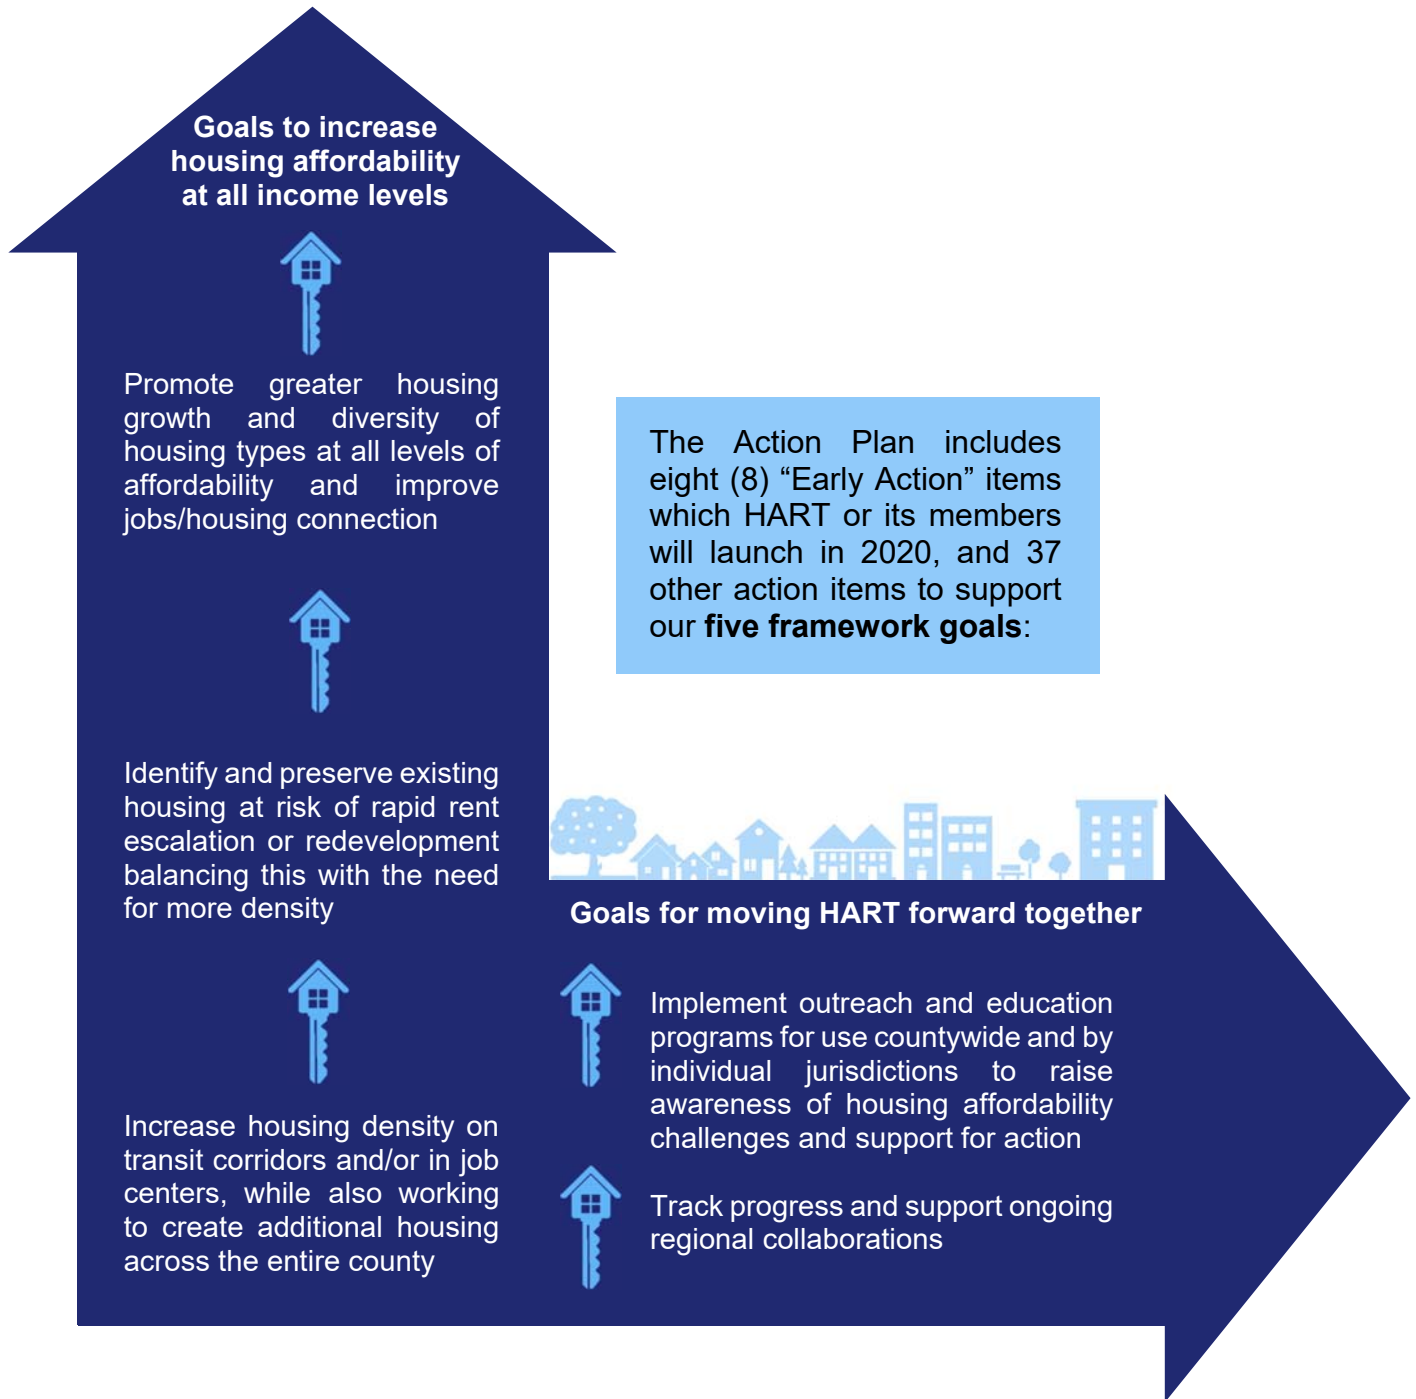 Goals to increase
housing affordability
at all income levels
Promote greater housing
growth and diversity of
housing types at all levels of
affordability and improve
jobs/housing connection
Identify and preserve existing
housing at risk of rapid rent
escalation or redevelopment
balancing this with the need
for more density
Increase housing density on
transit corridors and/or in job
centers, while also working
to create additional housing
across the entire county
The Action Plan includes
eight (8) “Early Action” items
which HART or its members
will launch in 2020, and 37
other action items to support
our five framework goals:
Goals for moving HART forward together
Implement outreach and education
programs for use countywide and by
individual jurisdictions to raise
awareness of housing affordability
challenges and support for action
Track progress and support ongoing
regional collaborations